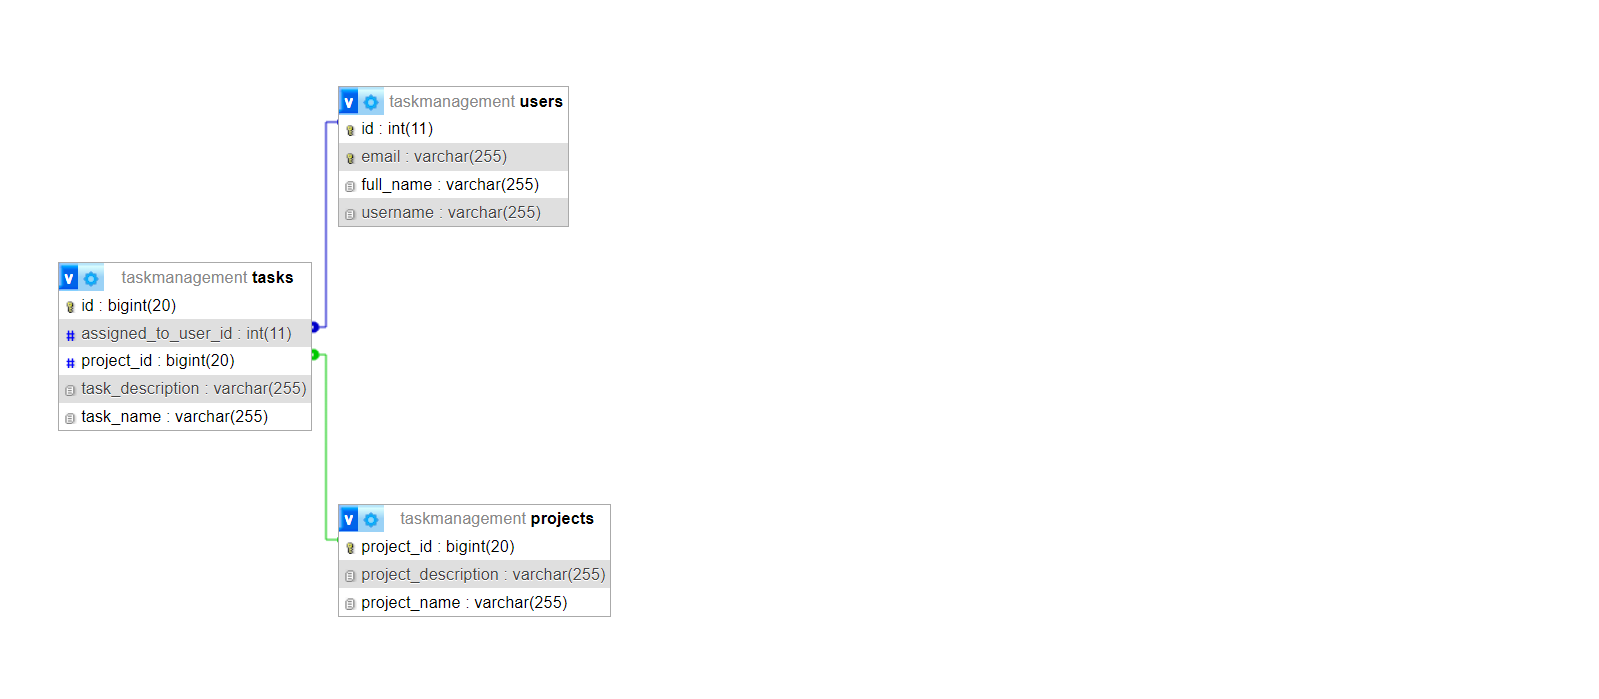 v taskmanagement users
id : int(11)
email : varchar(255)
full_name : varchar(255)
username : varchar(255)
v taskmanagement tasks
id : bigint(20)
# assigned_to_user_id : int(11)
# project_id : bigint(20)
task_description : varchar(255)
task_name : varchar(255)
v taskmanagement projects
project_id : bigint(20)
project_description : varchar(255)
project_name : varchar(255)